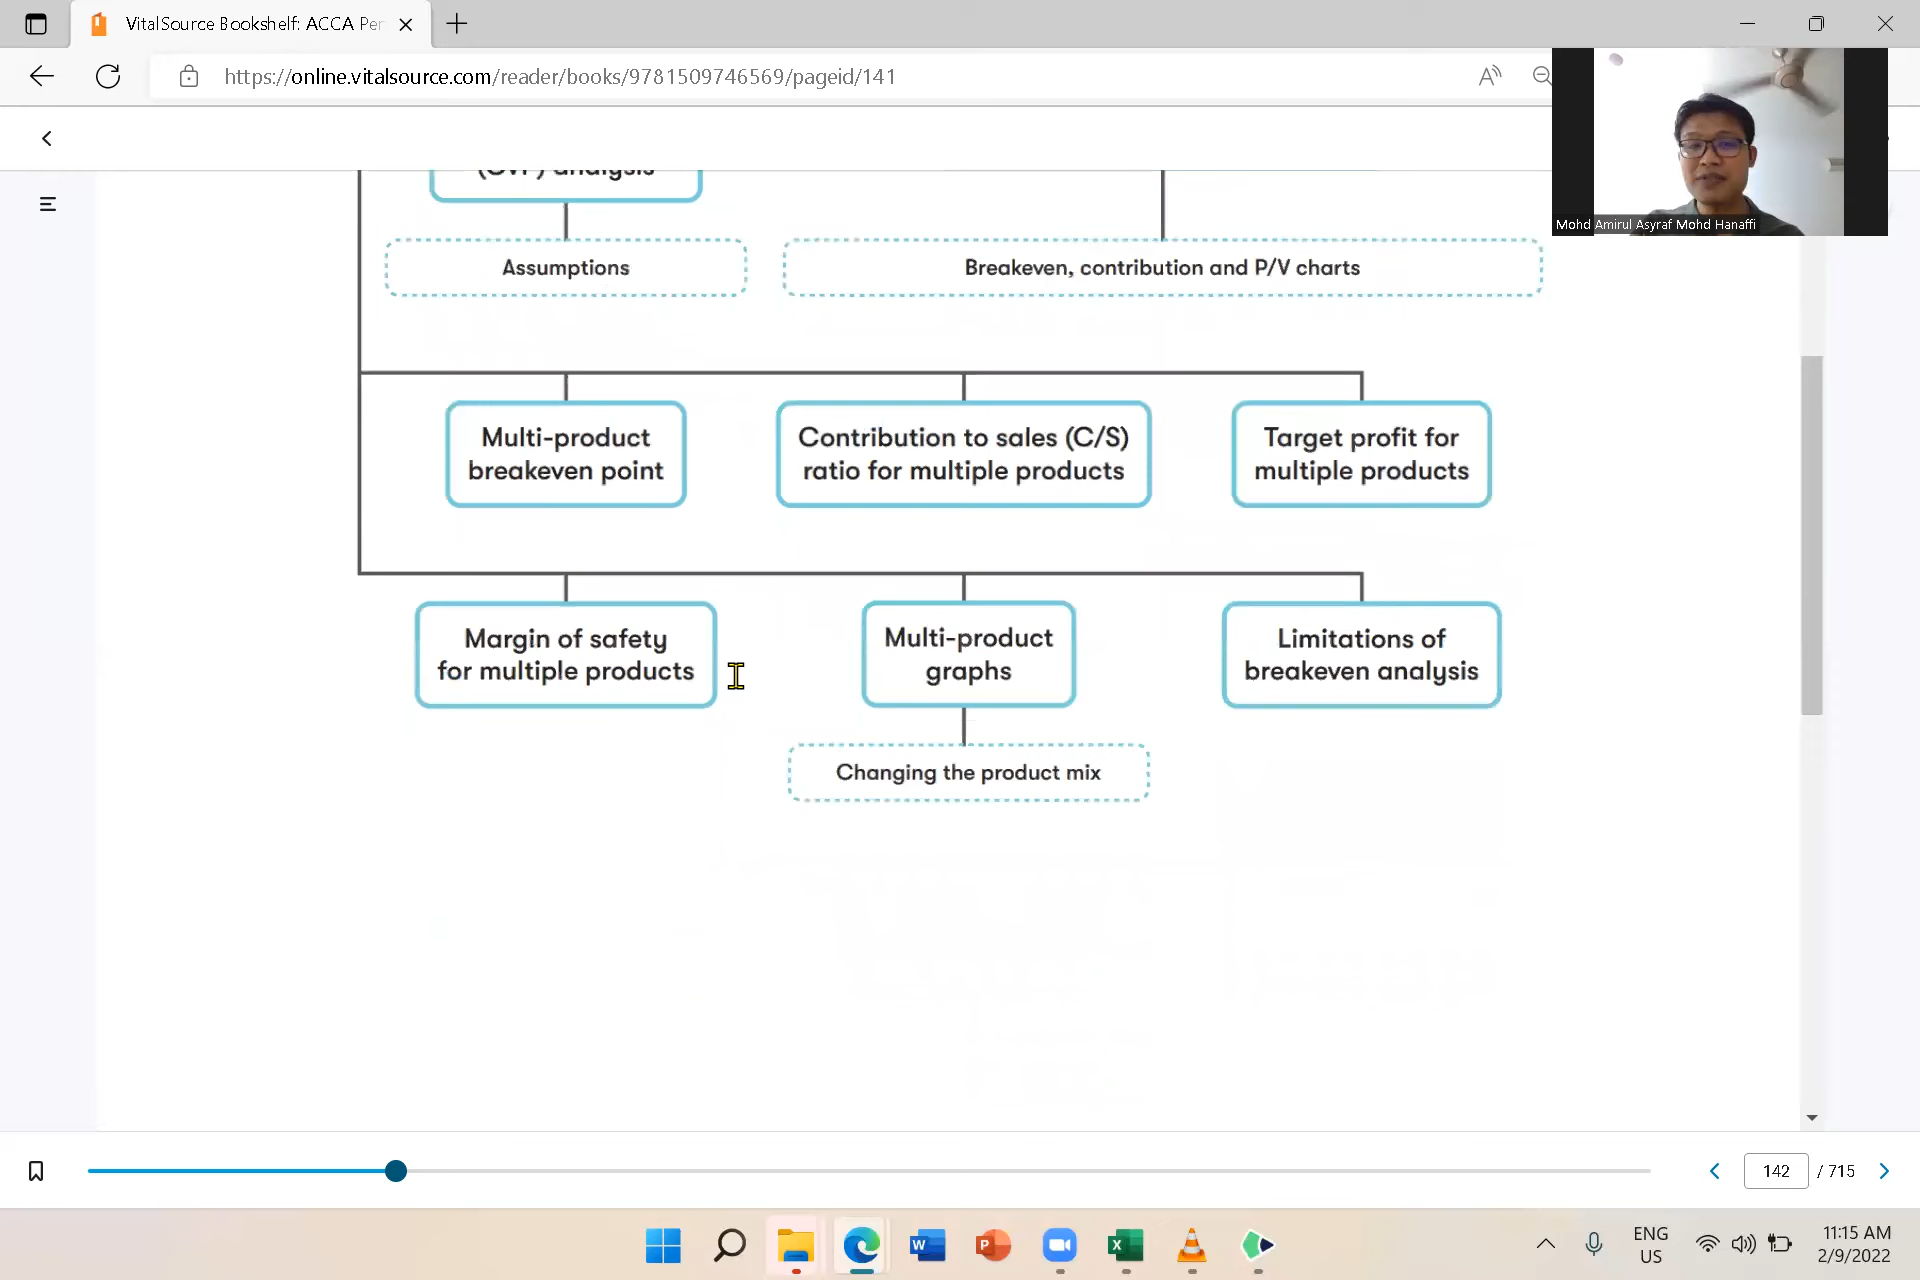 VitalSource Bookshelf: ACCA Per
https://online.vitalsource.com/reader/books/9781509746569/pageid/141
Mohd Amirul Asyraf Mohd Hanaffi
(CVP) analysis
Assumptions
Breakeven, contribution and P/V charts
Multi-product
breakeven point
Contribution to sales (C/S)
ratio for multiple products
Target profit for
multiple products
Margin of safety
for multiple products
Multi-product
graphs
Limitations of
breakeven analysis
Changing the product mix
142 / 715
ENG
US
11:15 AM
2/9/2022